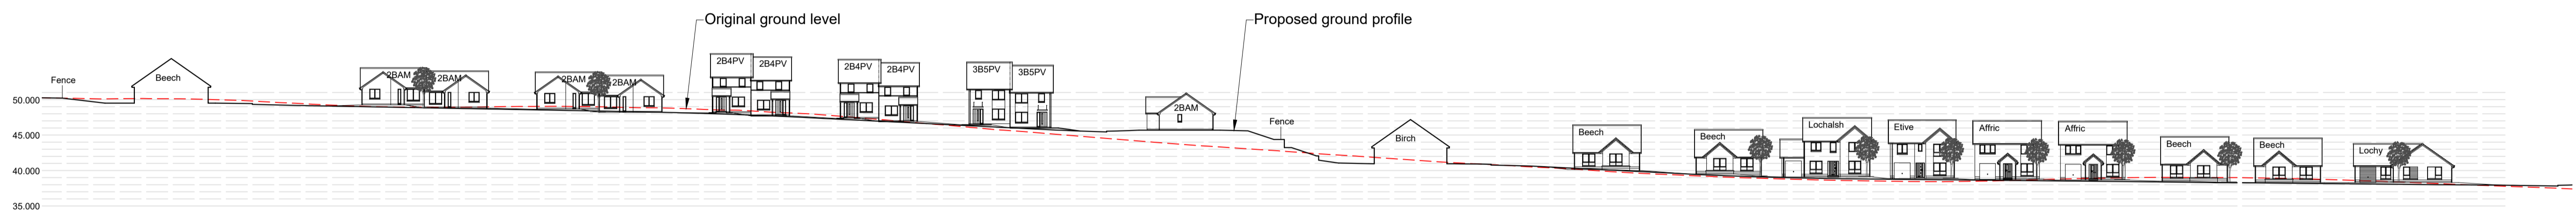 Original ground level
Proposed ground profile
Fence
Beech
2BAM
2BAM
2BAM
2BAM
2B4PV
2B4PV
2B4PV
2B4PV
3B5PV
3B5PV
2BAM
Fence
Birch
Beech
Beech
Lochalsh
Etive
Affric
Affric
Beech
Beech
Lochy
50.000
45.000
40.000
35.000